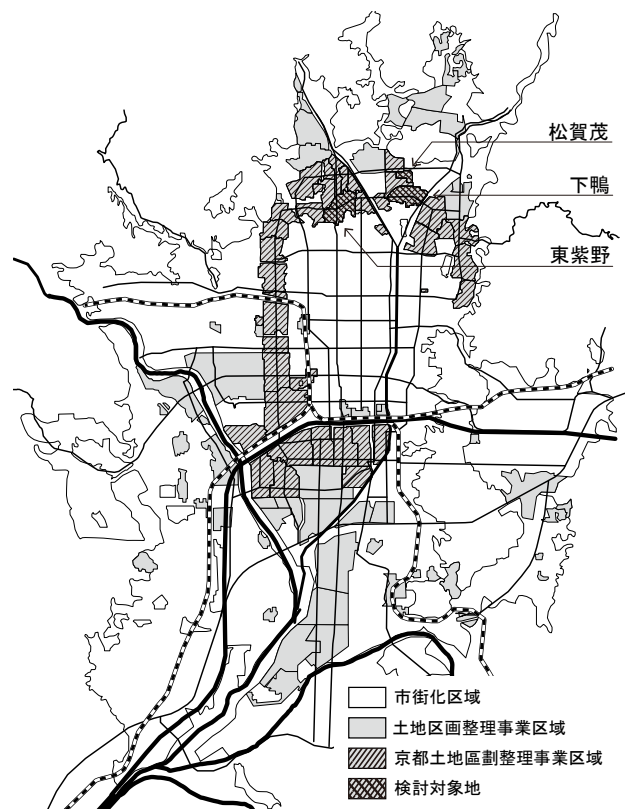 松賀茂
下鴨
東紫野
市街化区域
土地区画整理事業区域
京都土地區劃整理事業区域
検討対象地